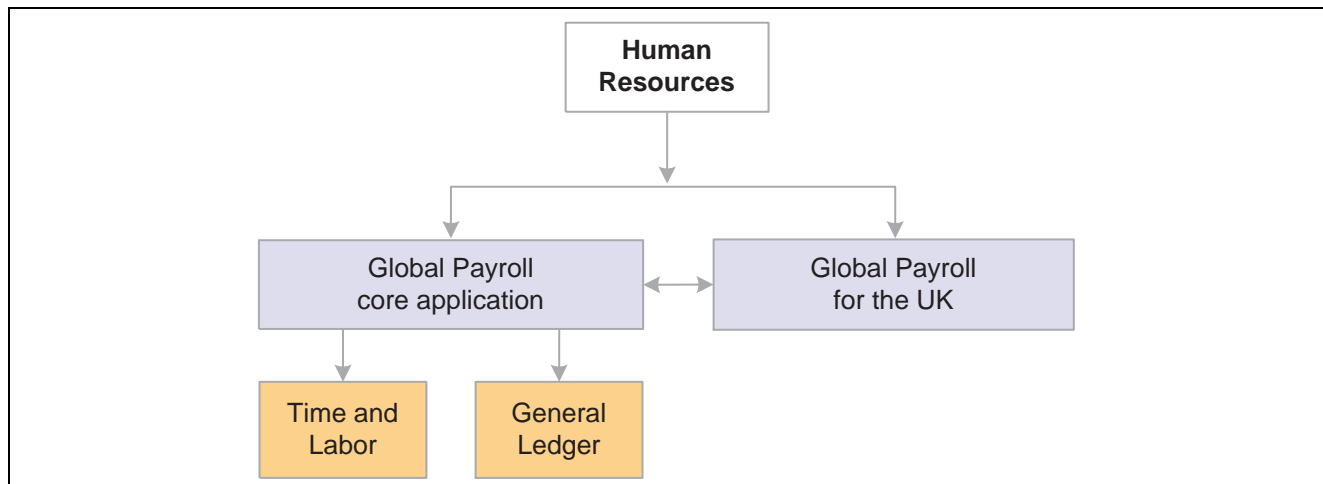 Human
Resources
Global Payroll
core application
Global Payroll
for the UK
Time and
Labor
General
Ledger